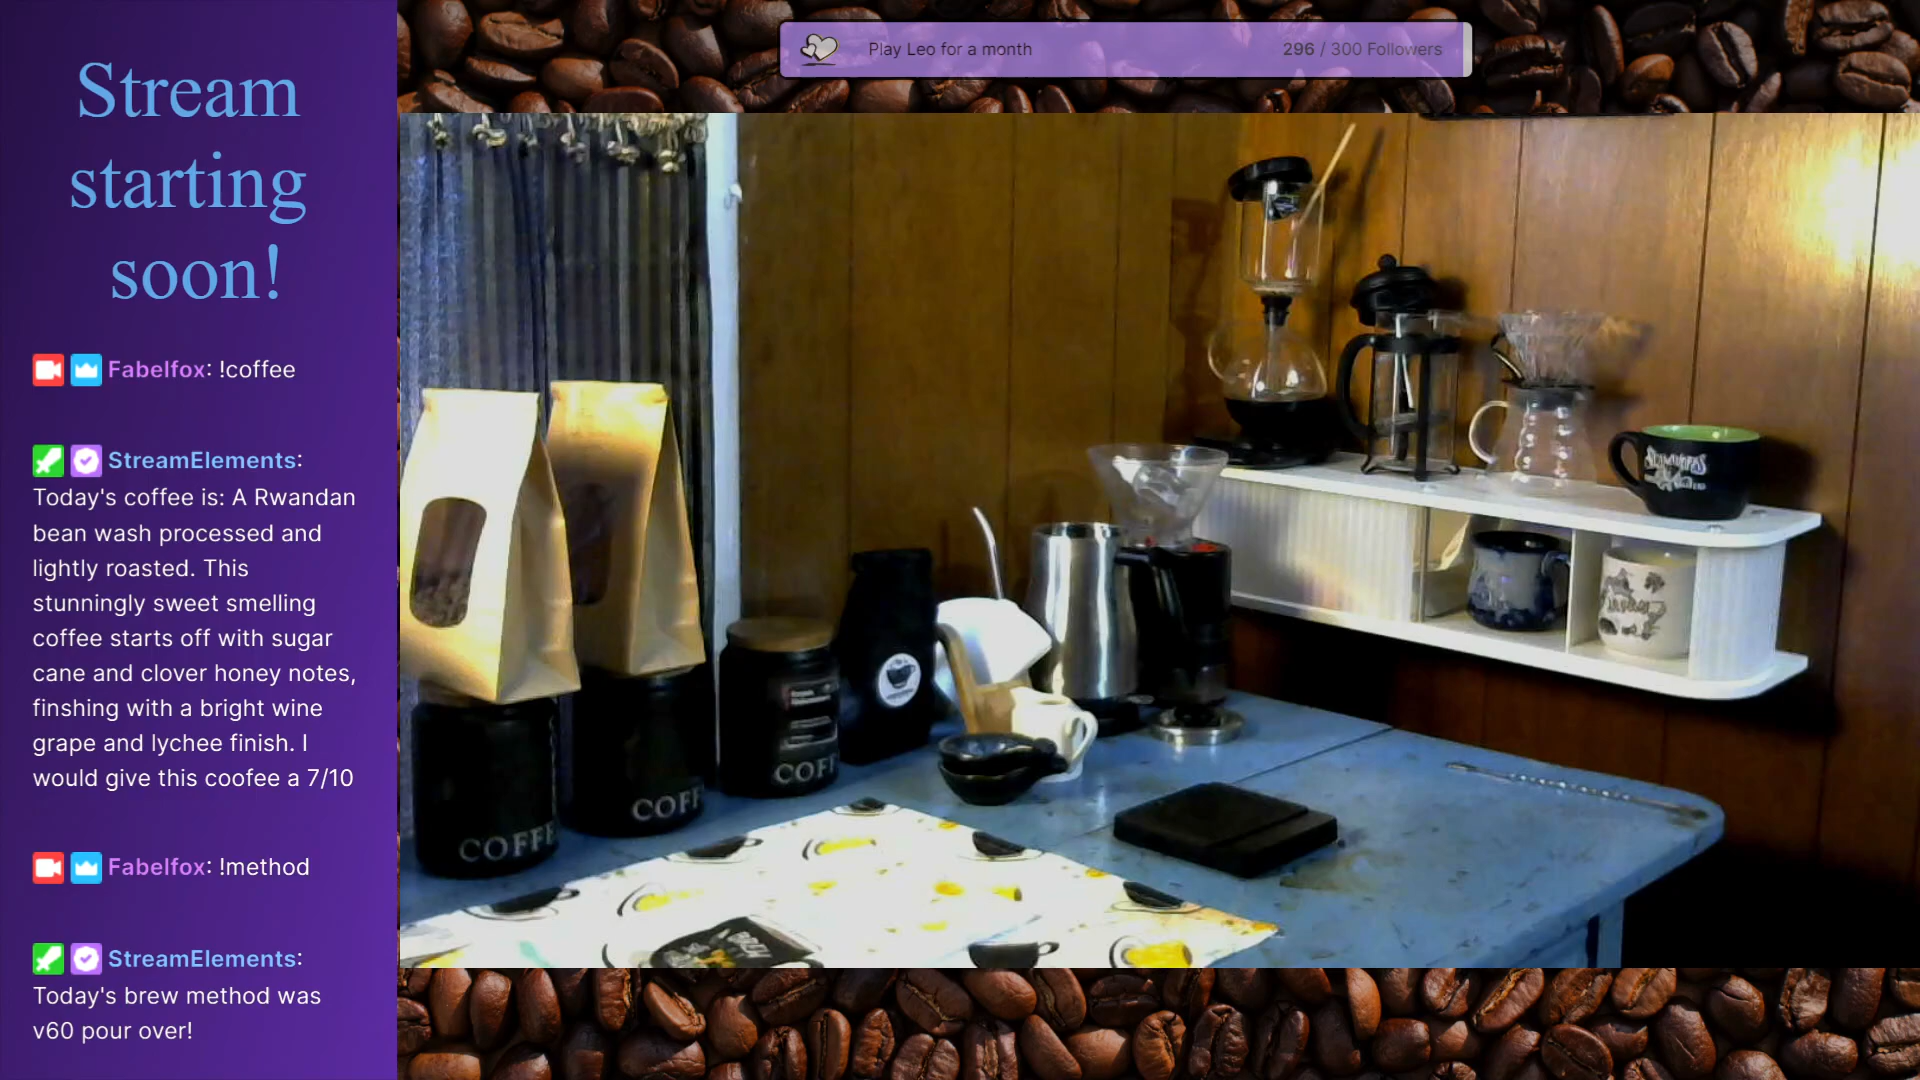 Stream
starting
soon!
Play Leo for a month
296 / 300 Followers
Fabelfox: !coffee
StreamElements:
Today's coffee is: A Rwandan
bean wash processed and
lightly roasted. This
stunningly sweet smelling
coffee starts off with sugar
cane and clover honey notes,
finshing with a bright wine
grape and lychee finish. I
would give this coofee a 7/10
Fabelfox: !method
StreamElements:
Today's brew method was
v60 pour over!
COFFE
COFF
COFF